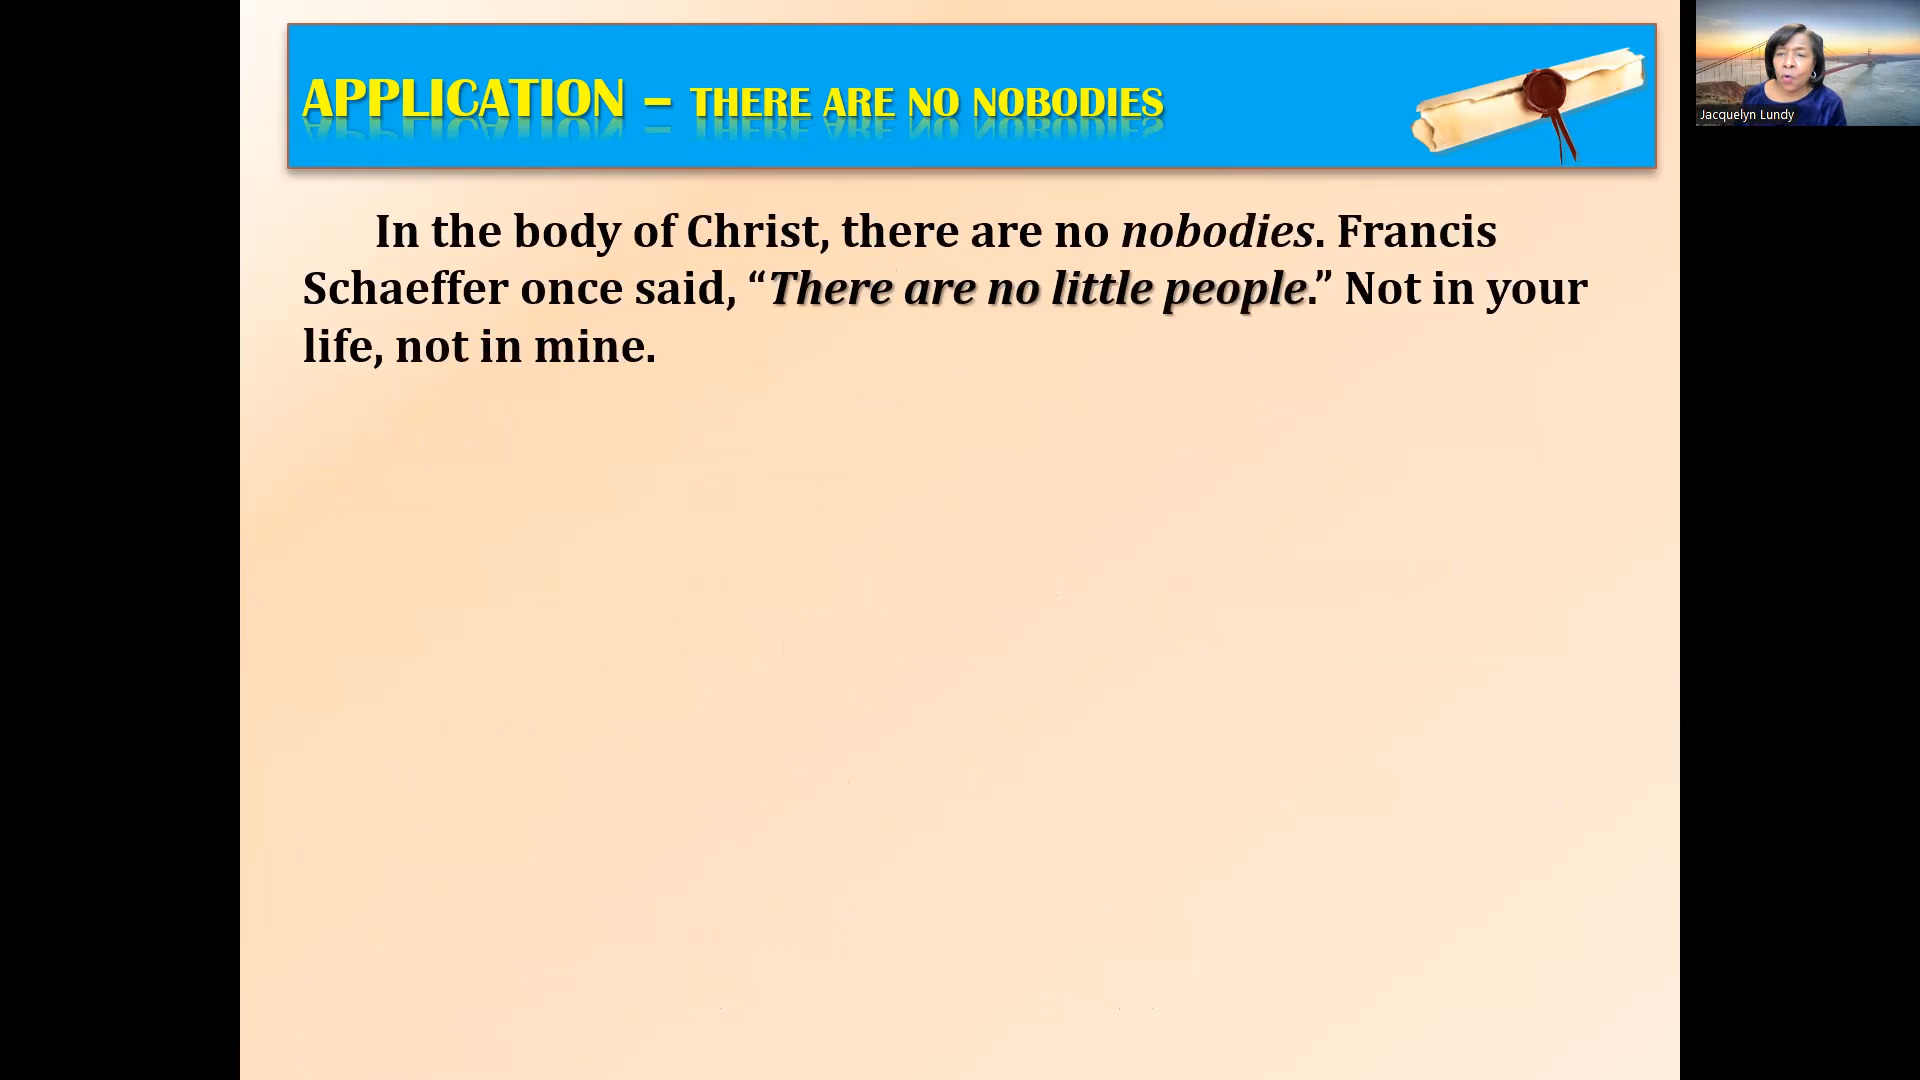 APPLICATION – THERE ARE NO NOBODIES
Jacquelyn Lundy
In the body of Christ, there are no nobodies. Francis
Schaeffer once said, “There are no little people.” Not in your
life, not in mine.